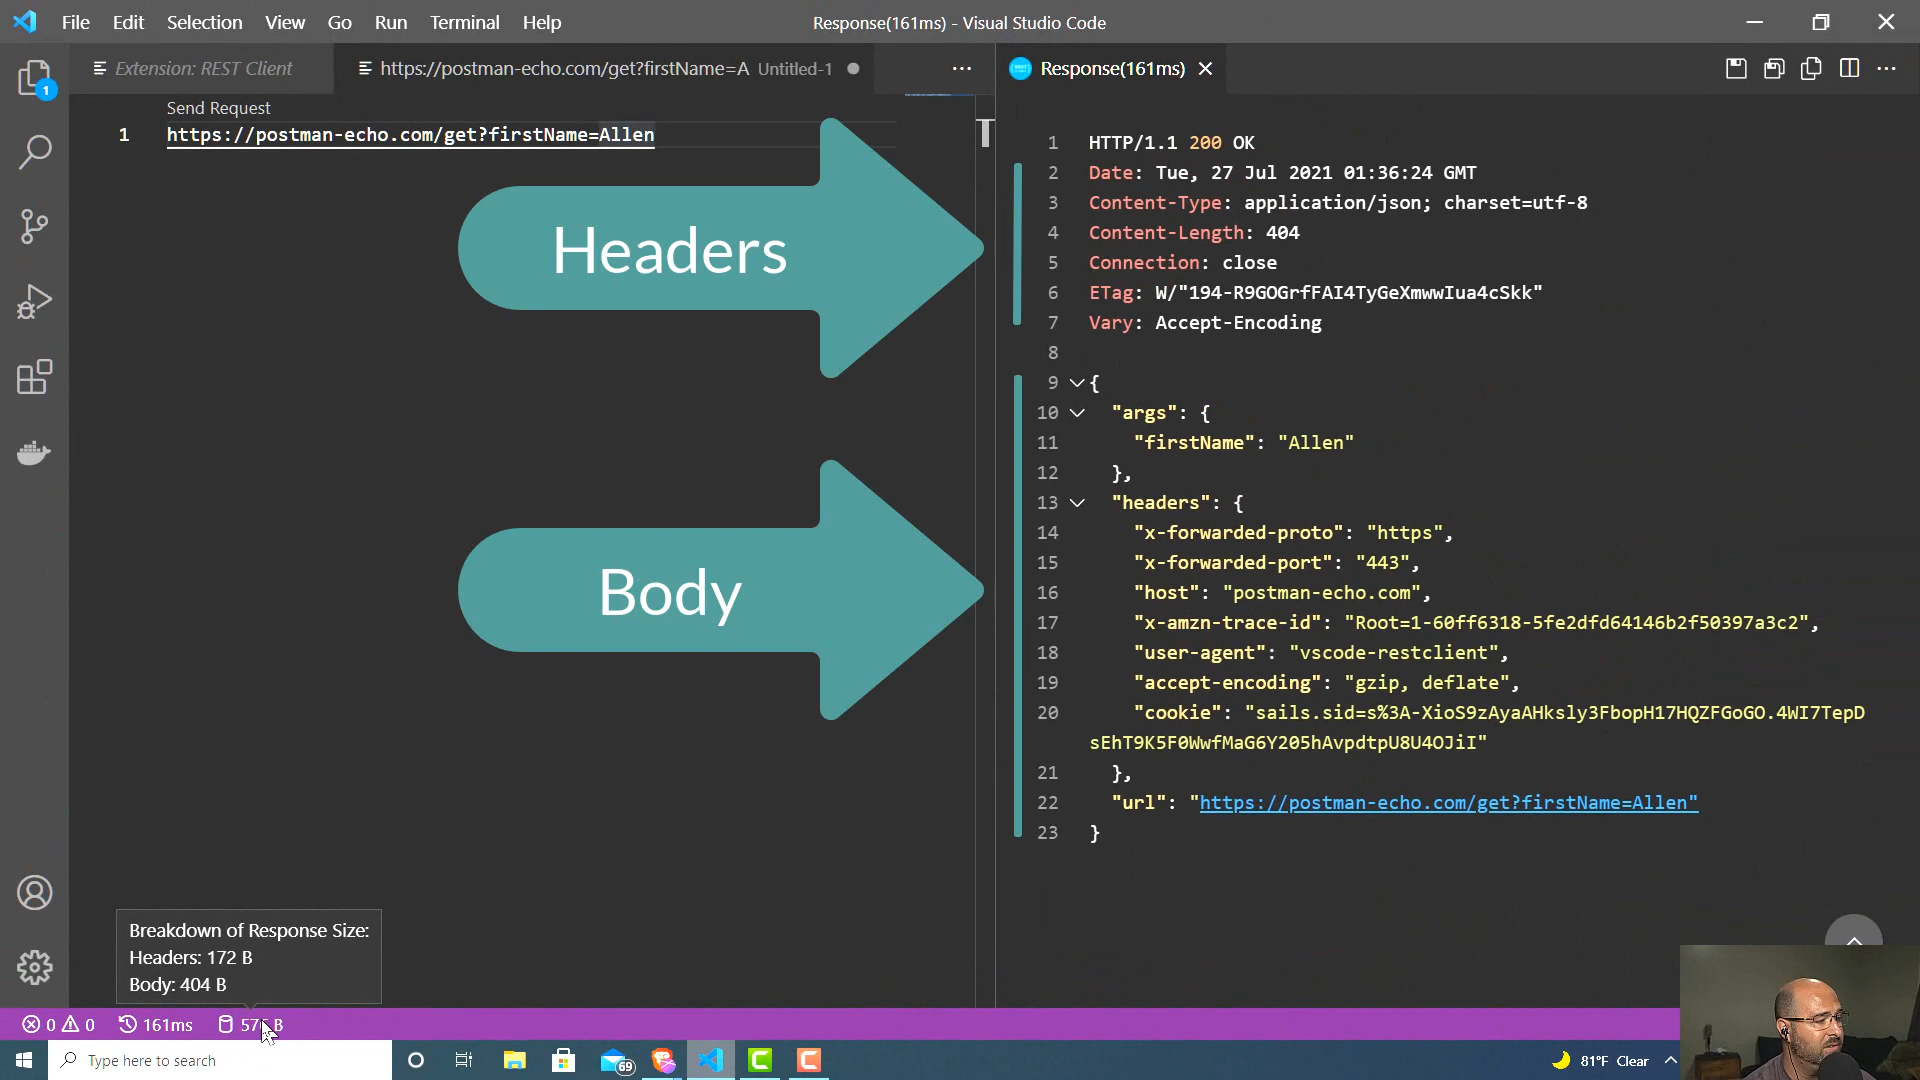 File Edit Selection View Go Run Terminal Help
Response(161ms) - Visual Studio Code
1
Extension: REST Client
https://postman-echo.com/get?firstName=A Untitled-1
Response(161ms)
Send Request
1 https://postman-echo.com/get?firstName=Allen
Headers
Body
1 HTTP/1.1 200 OK
2 Date: Tue, 27 Jul 2021 01:36:24 GMT
3 Content-Type: application/json; charset=utf-8
4 Content-Length: 404
5 Connection: close
6 ETag: W/"194-R9GOGrfFAI4TyGeXmwwIua4cSkk"
7 Vary: Accept-Encoding
8
9 {
10 "args": {
11 "firstName": "Allen"
12 },
13 "headers": {
14 "x-forwarded-proto": "https",
15 "x-forwarded-port": "443",
16 "host": "postman-echo.com",
17 "x-amzn-trace-id": "Root=1-60ff6318-5fe2dfd64146b2f50397a3c2",
18 "user-agent": "vscode-restclient",
19 "accept-encoding": "gzip, deflate",
20 "cookie": "sails.sid=s%3A-XioS9zAyaAHksly3FbopH17HQZFGoGO.4WI7TepD
sEhT9K5F0WwfMaG6Y205hAvpdtpU8U4OJiI"
21 },
22 "url": "https://postman-echo.com/get?firstName=Allen"
23 }
Breakdown of Response Size:
Headers: 172 B
Body: 404 B
0 0 161ms
Type here to search
69
81°F Clear